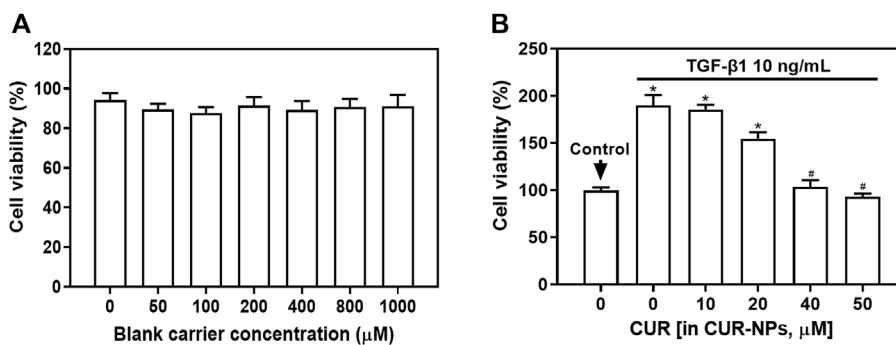 A
120
100
80
60
40
20
0
Cell viability (%)
0 50 100 200 400 800 1000
Blank carrier concentration (μM)
B
250
200
150
100
50
0
Cell viability (%)
TGF-β1 10 ng/mL
Control
* * * # #
0 0 10 20 40 50
CUR [in CUR-NPs, μM]